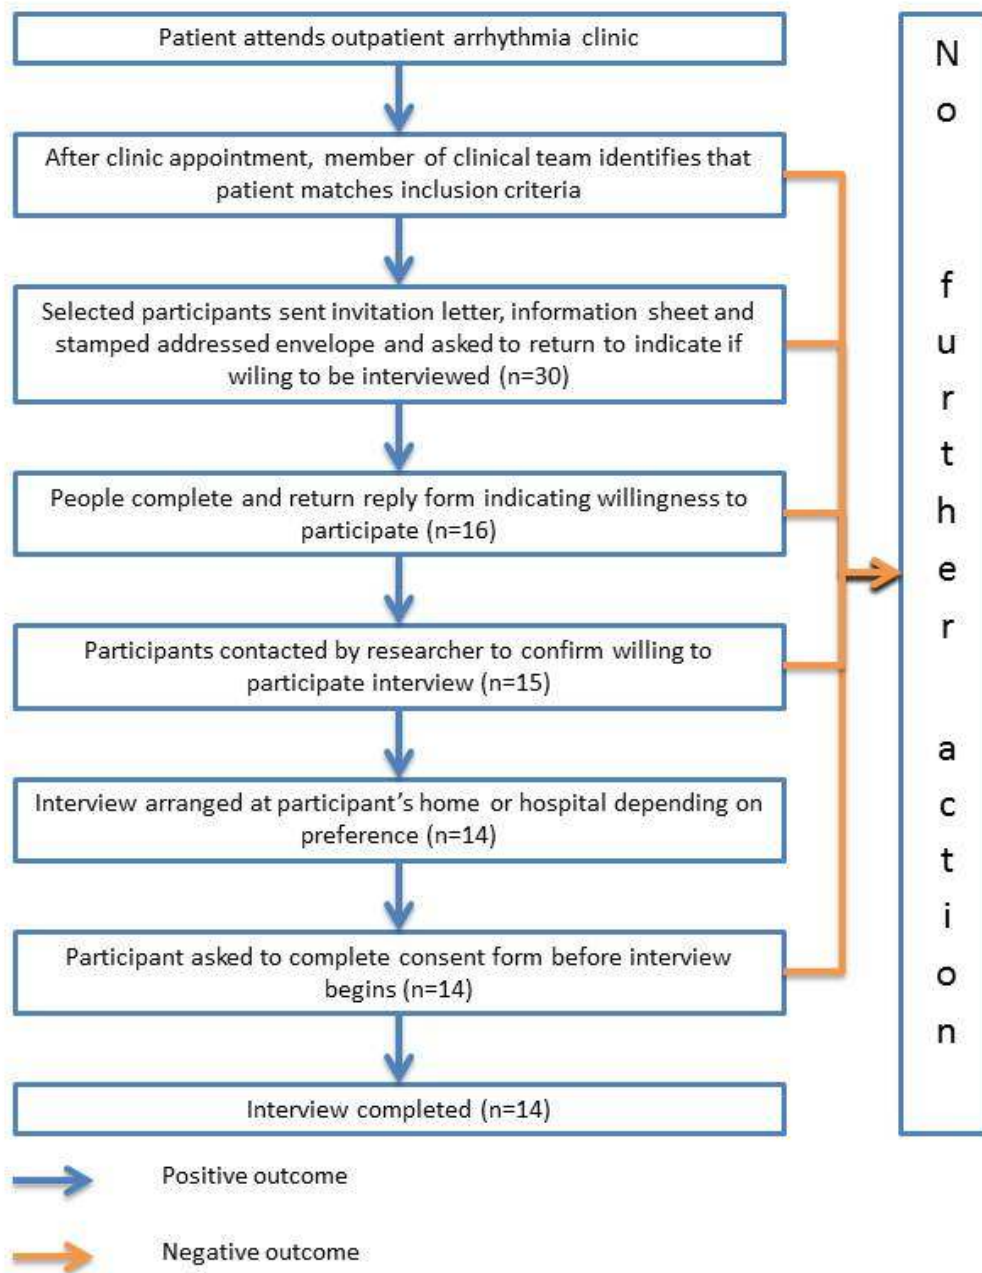 Patient attends outpatient arrhythmia clinic
After clinic appointment, member of clinical team identifies that
patient matches inclusion criteria
Selected participants sent invitation letter, information sheet and
stamped addressed envelope and asked to return to indicate if
wiling to be interviewed (n=30)
People complete and return reply form indicating willingness to
participate (n=16)
Participants contacted by researcher to confirm willing to
participate interview (n=15)
Interview arranged at participant's home or hospital depending on
preference (n=14)
Participant asked to complete consent form before interview
begins (n=14)
Interview completed (n=14)
No further action
Positive outcome
Negative outcome